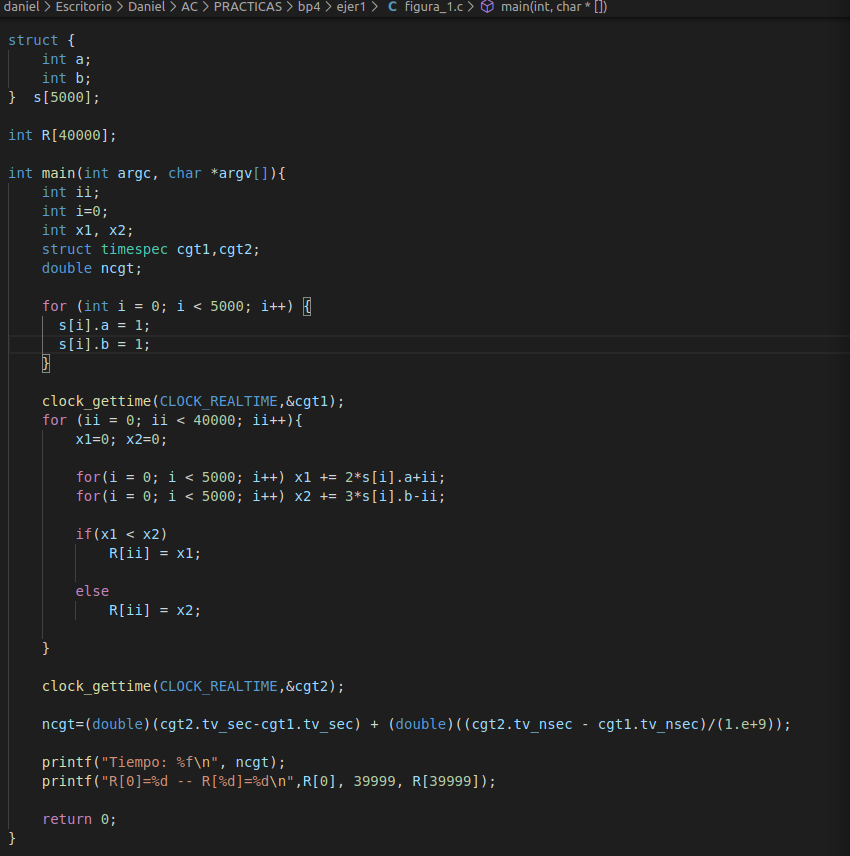 daniel > Escritorio > Daniel > AC > PRACTICAS > bp4 > ejer1 > C figura_1.c > main(int, char * [])
struct {
    int a;
    int b;
}  s[5000];

int R[40000];

int main(int argc, char *argv[]){
    int ii;
    int i=0;
    int x1, x2;
    struct timespec cgt1,cgt2;
    double ncgt;

    for (int i = 0; i < 5000; i++) {
      s[i].a = 1;
      s[i].b = 1;
    }

    clock_gettime(CLOCK_REALTIME,&cgt1);
    for (ii = 0; ii < 40000; ii++){
        x1=0; x2=0;

        for(i = 0; i < 5000; i++) x1 += 2*s[i].a+ii;
        for(i = 0; i < 5000; i++) x2 += 3*s[i].b-ii;

        if(x1 < x2)
            R[ii] = x1;

        else
            R[ii] = x2;

    }

    clock_gettime(CLOCK_REALTIME,&cgt2);

    ncgt=(double)(cgt2.tv_sec-cgt1.tv_sec) + (double)((cgt2.tv_nsec - cgt1.tv_nsec)/(1.e+9));

    printf("Tiempo: %f\n", ncgt);
    printf("R[0]=%d -- R[%d]=%d\n",R[0], 39999, R[39999]);

    return 0;
}